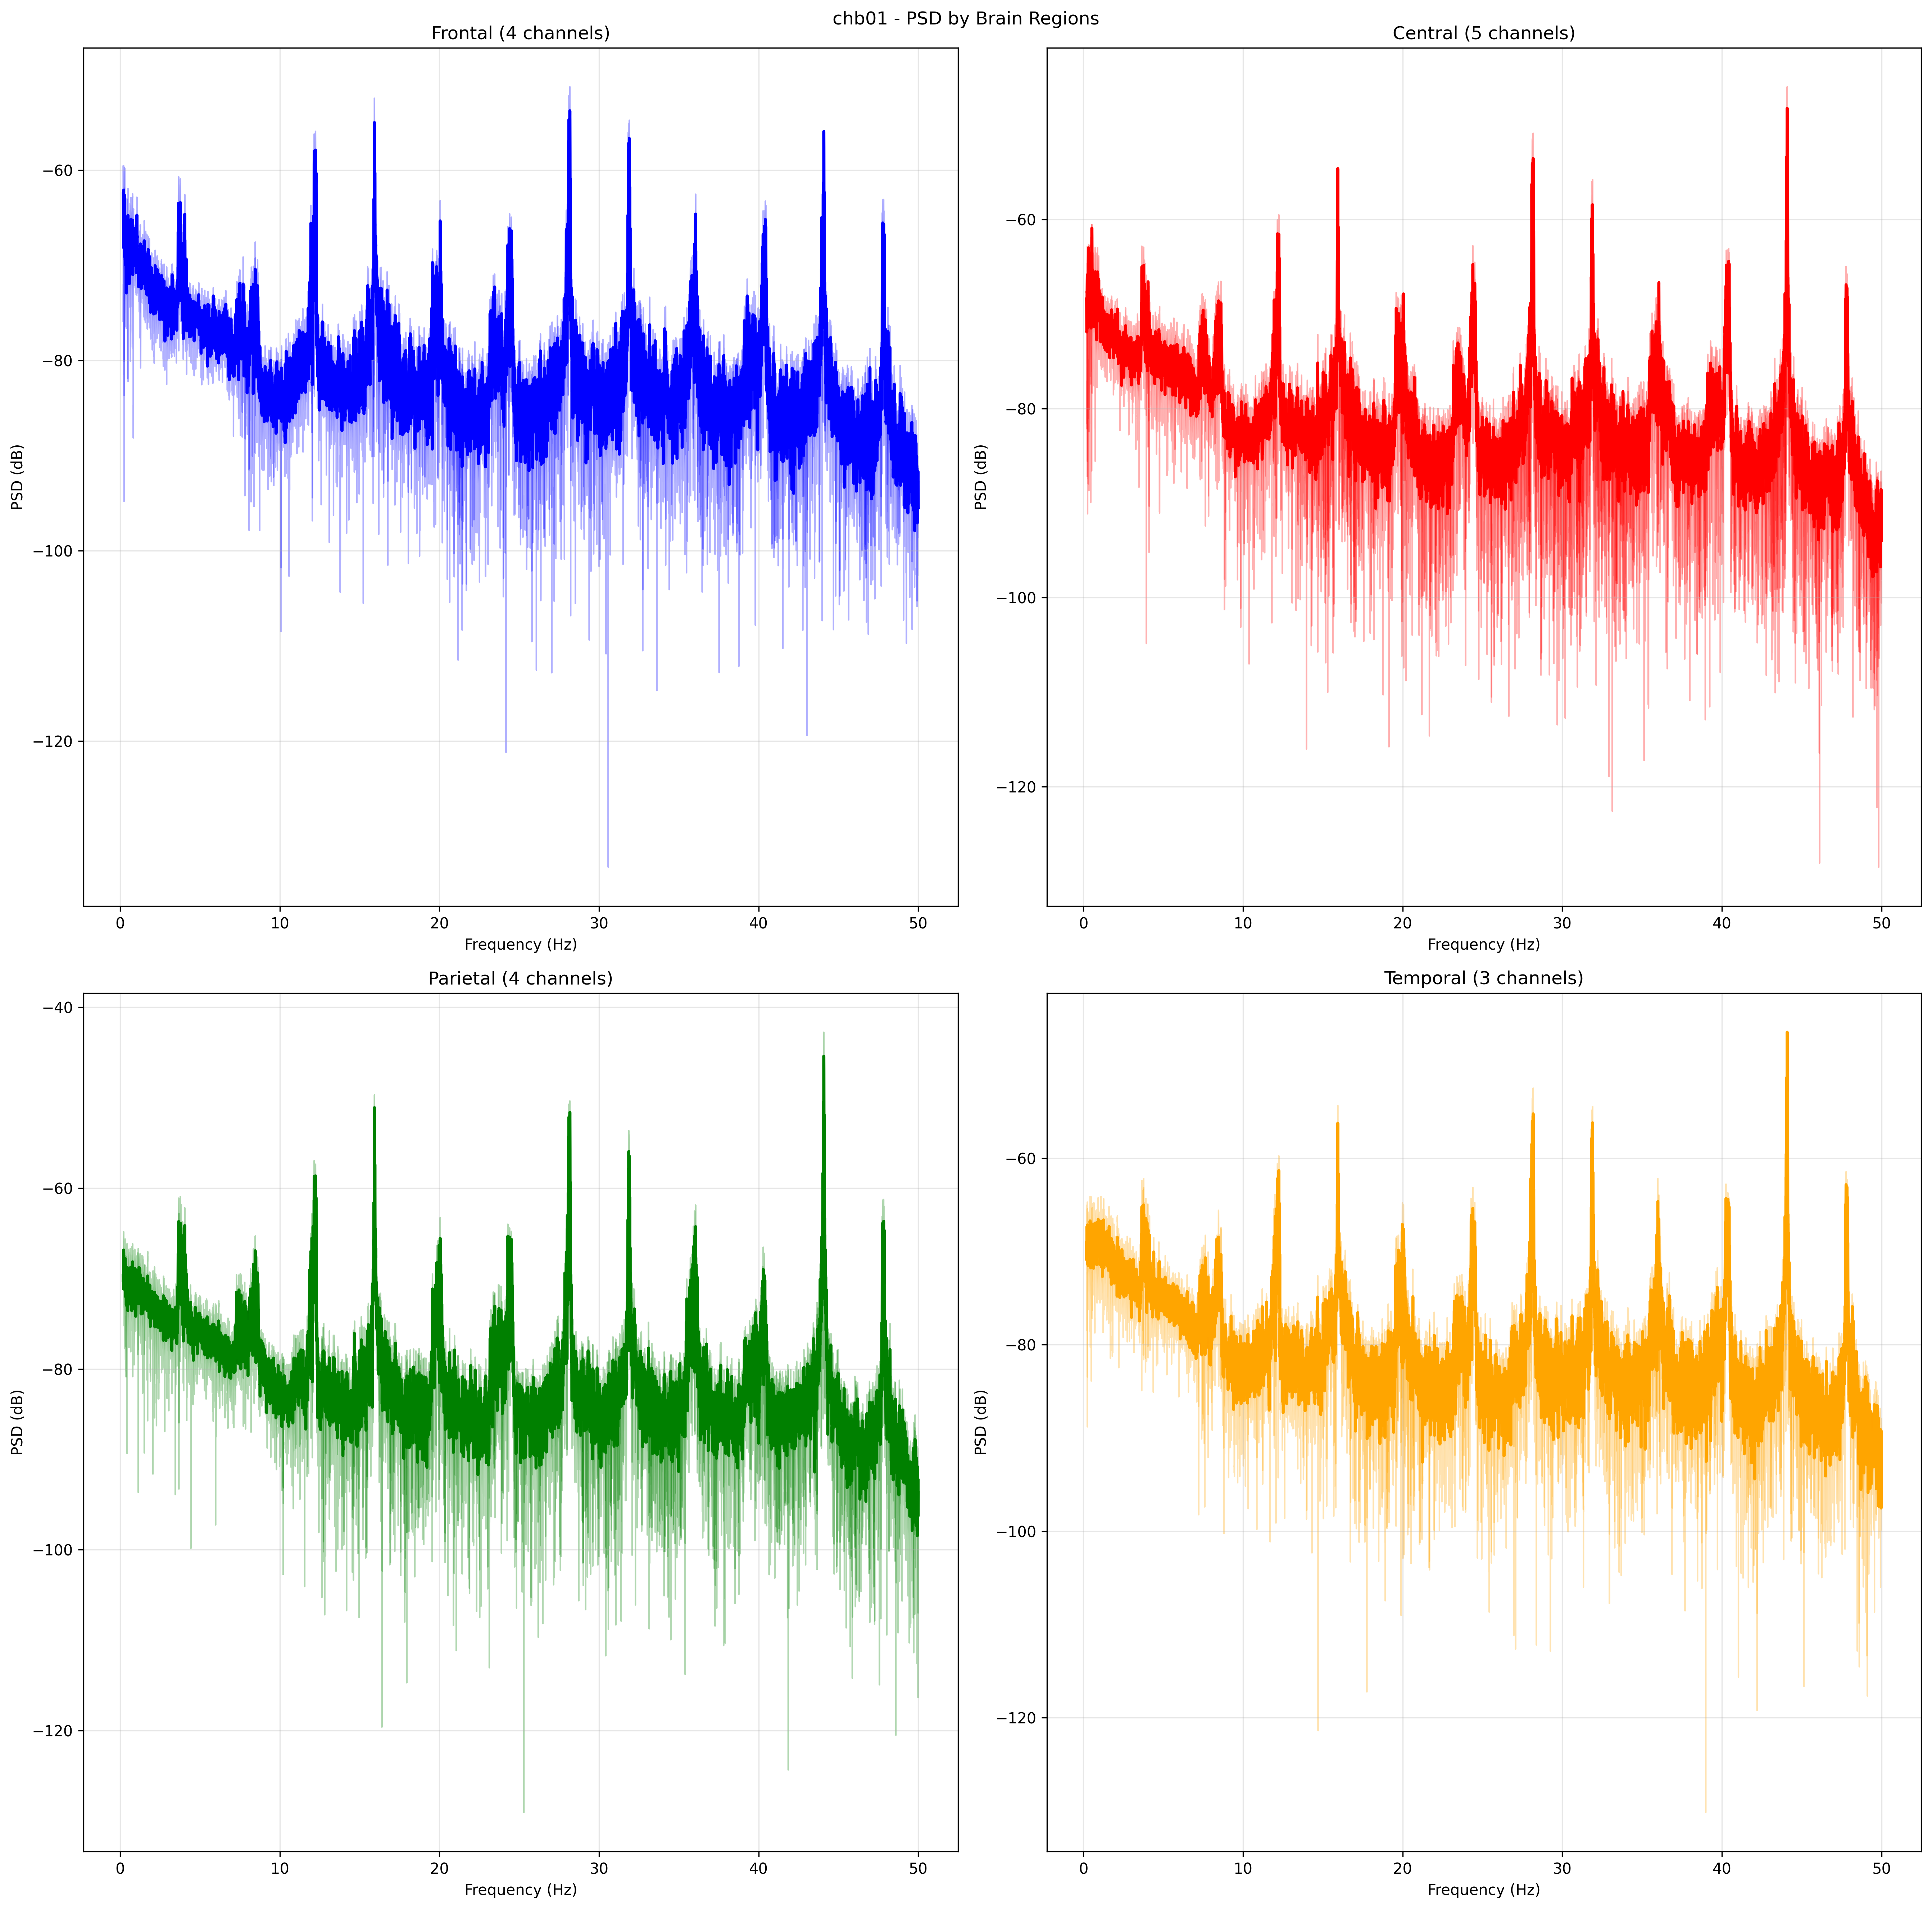 chb01 - PSD by Brain Regions
Frontal (4 channels)
PSD (dB)
−60
−80
−100
−120
0 10 20 30 40 50
Frequency (Hz)
Central (5 channels)
PSD (dB)
−60
−80
−100
−120
0 10 20 30 40 50
Frequency (Hz)
Parietal (4 channels)
PSD (dB)
−40
−60
−80
−100
−120
0 10 20 30 40 50
Frequency (Hz)
Temporal (3 channels)
PSD (dB)
−60
−80
−100
−120
0 10 20 30 40 50
Frequency (Hz)